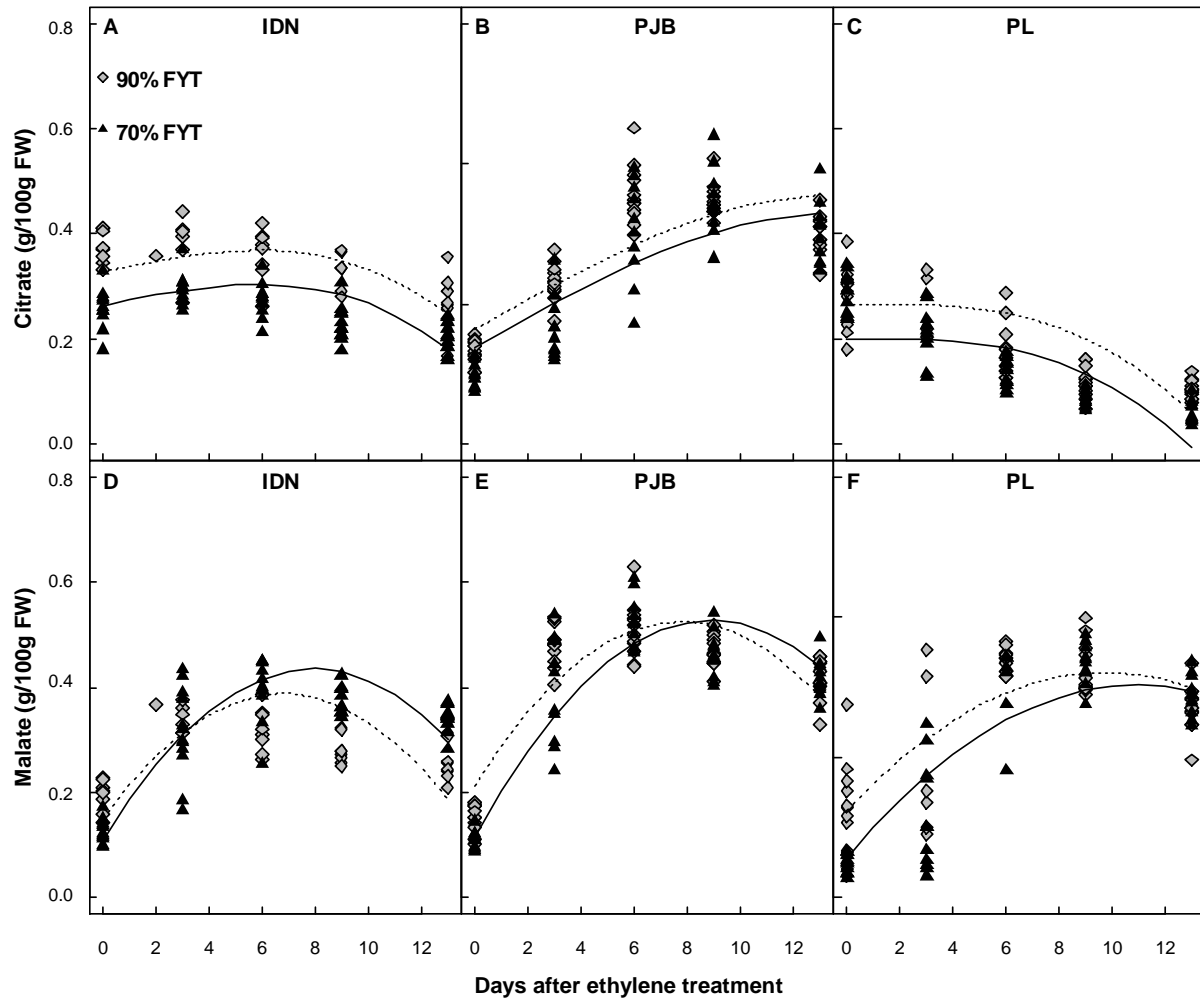 A IDN B PJB C PL
90% FYT
70% FYT
Citrate (g/100g FW)
0.8
0.6
0.4
0.2
0.0
D IDN E PJB F PL
Malate (g/100g FW)
0.8
0.6
0.4
0.2
0.0
0 2 4 6 8 10 12 0 2 4 6 8 10 12 0 2 4 6 8 10 12
Days after ethylene treatment